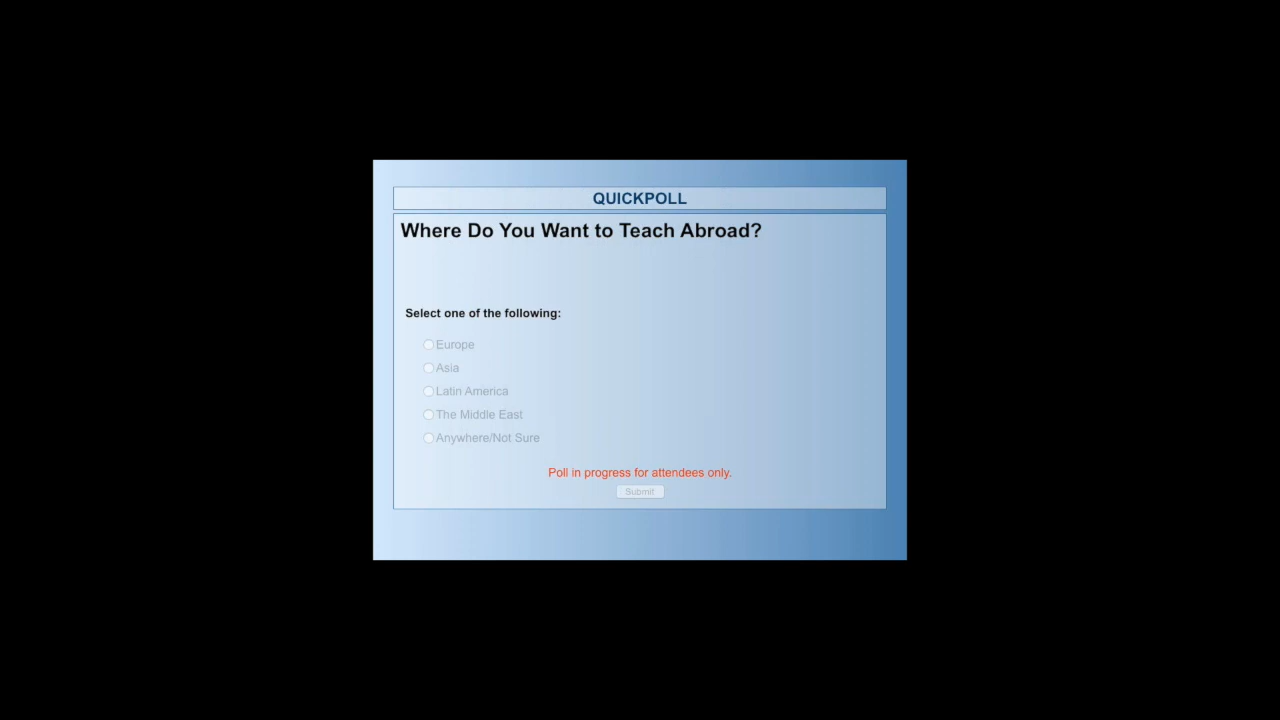 QUICKPOLL
Where Do You Want to Teach Abroad?
Select one of the following:
Europe
Asia
Latin America
The Middle East
Anywhere/Not Sure
Poll in progress for attendees only.
Submit